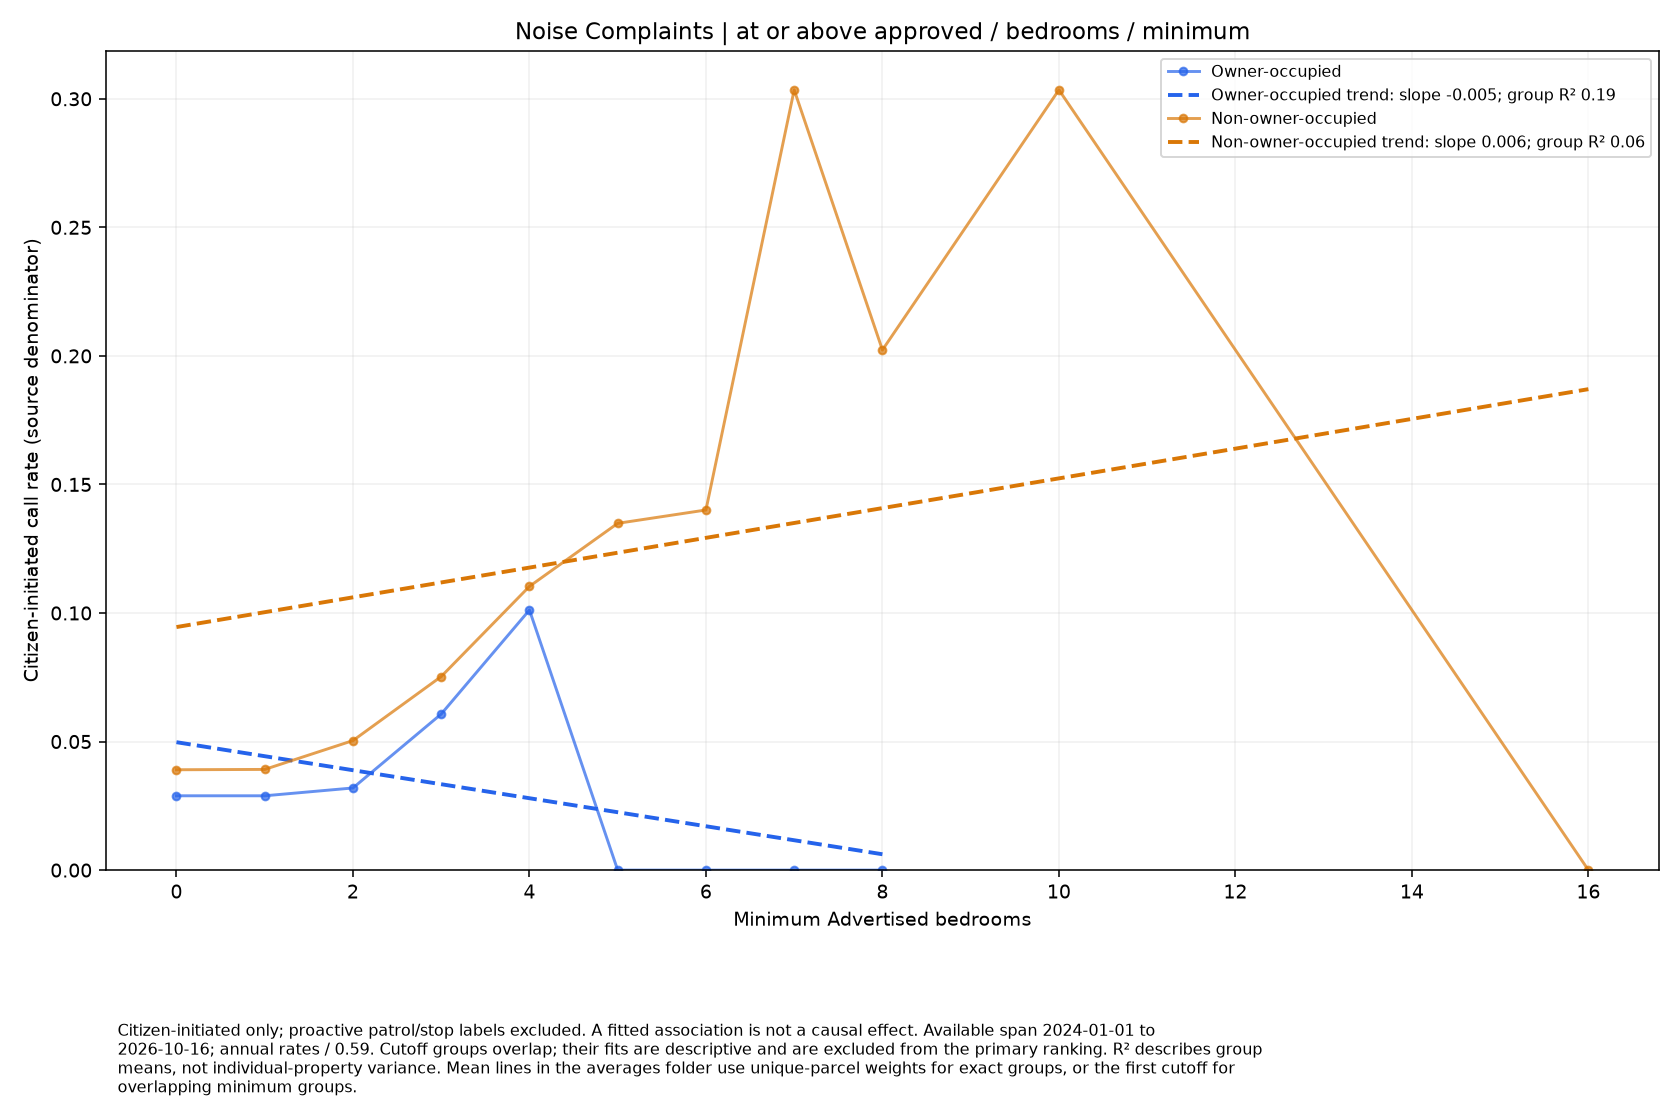 Noise Complaints | at or above approved / bedrooms / minimum
Owner-occupied
Owner-occupied trend: slope -0.005; group R² 0.19
Non-owner-occupied
Non-owner-occupied trend: slope 0.006; group R² 0.06
Citizen-initiated call rate (source denominator)
0.30
0.25
0.20
0.15
0.10
0.05
0.00
0 2 4 6 8 10 12 14 16
Minimum Advertised bedrooms
Citizen-initiated only; proactive patrol/stop labels excluded. A fitted association is not a causal effect. Available span 2024-01-01 to
2026-10-16; annual rates / 0.59. Cutoff groups overlap; their fits are descriptive and are excluded from the primary ranking. R² describes group
means, not individual-property variance. Mean lines in the averages folder use unique-parcel weights for exact groups, or the first cutoff for
overlapping minimum groups.